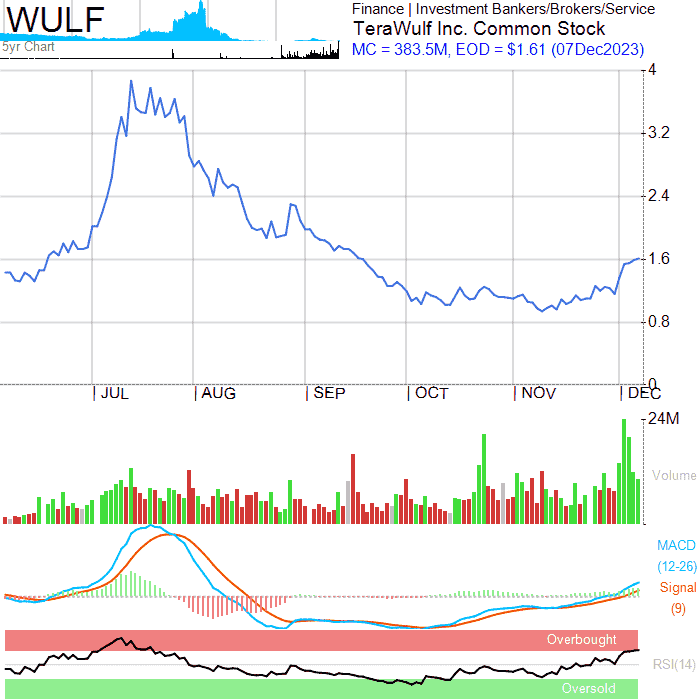 WULF
5yr Chart
Finance | Investment Bankers/Brokers/Service
TeraWulf Inc. Common Stock
MC = 383.5M, EOD = $1.61 (07Dec2023)
4
3.2
2.4
1.6
0.8
0
JUL AUG SEP OCT NOV DEC
24M
Volume
MACD
(12-26)
Signal
(9)
Overbought
RSI(14)
Oversold